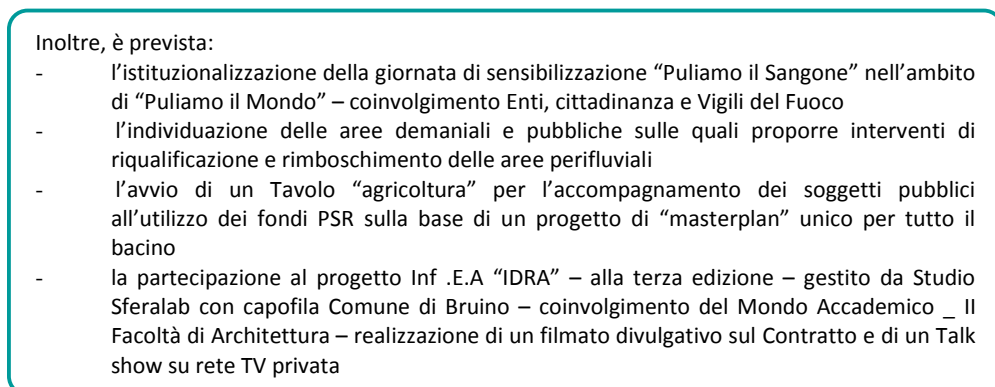 Inoltre, è prevista:
- l’istituzionalizzazione della giornata di sensibilizzazione “Puliamo il Sangone” nell’ambito
di “Puliamo il Mondo” – coinvolgimento Enti, cittadinanza e Vigili del Fuoco
- l’individuazione delle aree demaniali e pubbliche sulle quali proporre interventi di
riqualificazione e rimboschimento delle aree perifluviali
- l’avvio di un Tavolo “agricoltura” per l’accompagnamento dei soggetti pubblici
all’utilizzo dei fondi PSR sulla base di un progetto di “masterplan” unico per tutto il
bacino
- la partecipazione al progetto Inf .E.A “IDRA” – alla terza edizione – gestito da Studio
Sferalab con capofila Comune di Bruino – coinvolgimento del Mondo Accademico _ II
Facoltà di Architettura – realizzazione di un filmato divulgativo sul Contratto e di un Talk
show su rete TV privata